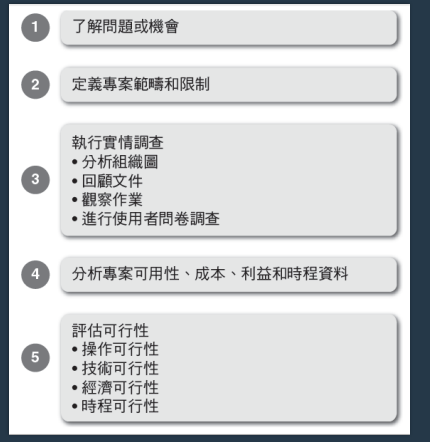 1 了解問題或機會
2 定義專案範疇和限制
執行實情調查
• 分析組織圖
• 回顧文件
3
• 觀察作業
• 進行使用者問卷調查
4 分析專案可用性、成本、利益和時程資料
評估可行性
• 操作可行性
5 • 技術可行性
• 經濟可行性
• 時程可行性